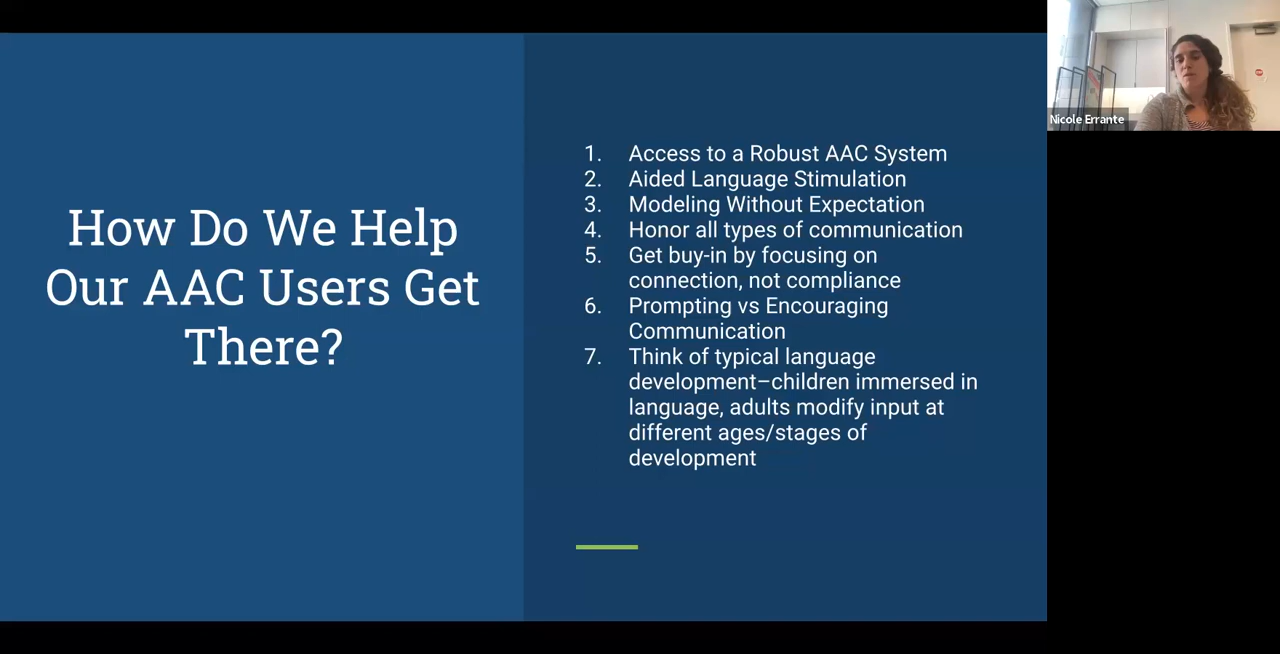 How Do We Help
Our AAC Users Get
There?
1. Access to a Robust AAC System
2. Aided Language Stimulation
3. Modeling Without Expectation
4. Honor all types of communication
5. Get buy-in by focusing on
connection, not compliance
6. Prompting vs Encouraging
Communication
7. Think of typical language
development–children immersed in
language, adults modify input at
different ages/stages of
development
Nicole Errante